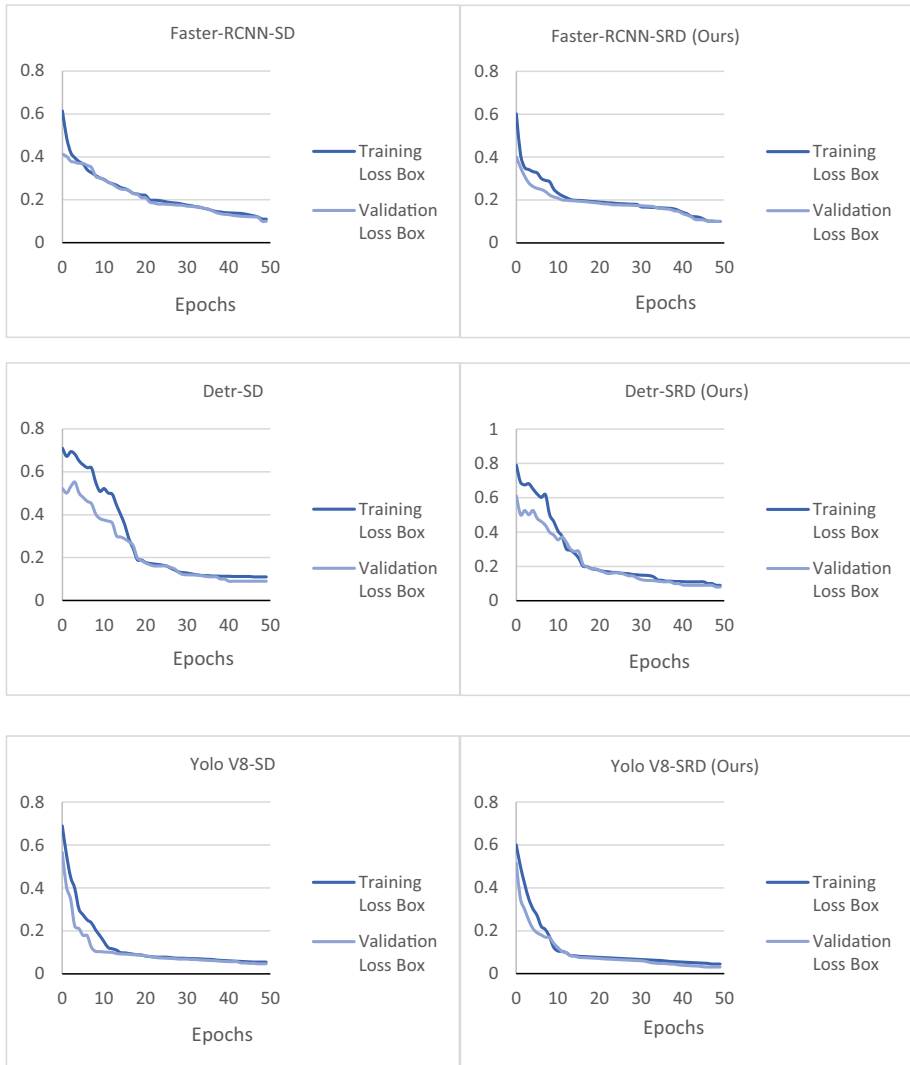 Faster-RCNN-SD
0.8
0.6
0.4
0.2
0
0 10 20 30 40 50
Epochs
Training
Loss Box
Validation
Loss Box
Faster-RCNN-SRD (Ours)
0.8
0.6
0.4
0.2
0
0 10 20 30 40 50
Epochs
Training
Loss Box
Validation
Loss Box
Detr-SD
0.8
0.6
0.4
0.2
0
0 10 20 30 40 50
Epochs
Training
Loss Box
Validation
Loss Box
Detr-SRD (Ours)
1
0.8
0.6
0.4
0.2
0
0 10 20 30 40 50
Epochs
Training
Loss Box
Validation
Loss Box
Yolo V8-SD
0.8
0.6
0.4
0.2
0
0 10 20 30 40 50
Epochs
Training
Loss Box
Validation
Loss Box
Yolo V8-SRD (Ours)
0.8
0.6
0.4
0.2
0
0 10 20 30 40 50
Epochs
Training
Loss Box
Validation
Loss Box